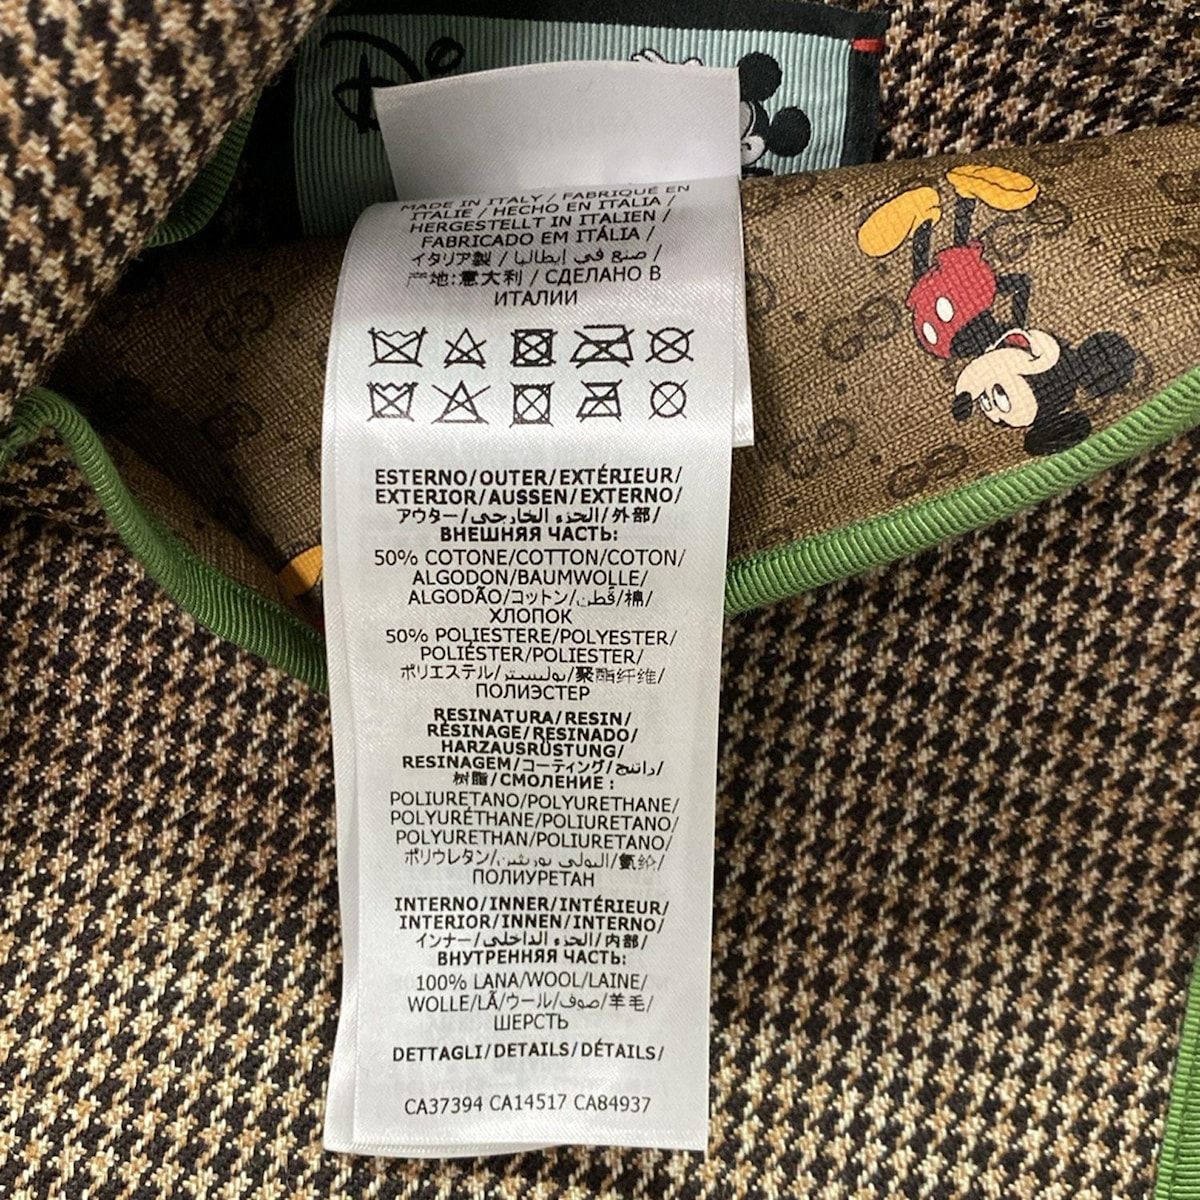 MADE IN ITALY / FABRIQUÉ EN
ITALIE / HECHO EN ITALIA /
HERGESTELLT IN ITALIEN /
FABRICADO EM ITÁLIA /
イタリア製 / صنع في إيطاليا /
产地:意大利 / СДЕЛАНО В
ИТАЛИИ
ESTERNO/OUTER/EXTÉRIEUR/
EXTERIOR/AUSSEN/EXTERNO/
アウター/الجزء الخارجي/外部/
ВНЕШНЯЯ ЧАСТЬ:
50% COTONE/COTTON/COTON/
ALGODON/BAUMWOLLE/
ALGODÃO/コットン/قطن/棉/
ХЛОПОК
50% POLIESTERE/POLYESTER/
POLIÉSTER/POLIESTER/
ポリエステル/بوليستر/聚酯纤维/
ПОЛИЭСТЕР
RESINATURA/RESIN/
RÉSINAGE/RESINADO/
HARZAUSRÜSTUNG/
RESINAGEM/コーティング/راتنج/
树脂/СМОЛЕНИЕ :
POLIURETANO/POLYURETHANE/
POLYURÉTHANE/POLIURETANO/
POLYURETHAN/POLIURETANO/
ポリウレタン/البولي يوريثين/氨纶/
ПОЛИУРЕТАН
INTERNO/INNER/INTÉRIEUR/
INTERIOR/INNEN/INTERNO/
インナー/الجزء الداخلي/内部/
ВНУТРЕННЯЯ ЧАСТЬ:
100% LANA/WOOL/LAINE/
WOLLE/LÃ/ウール/صوف/羊毛/
ШЕРСТЬ
DETTAGLI/DETAILS/DÉTAILS/
CA37394 CA14517 CA84937